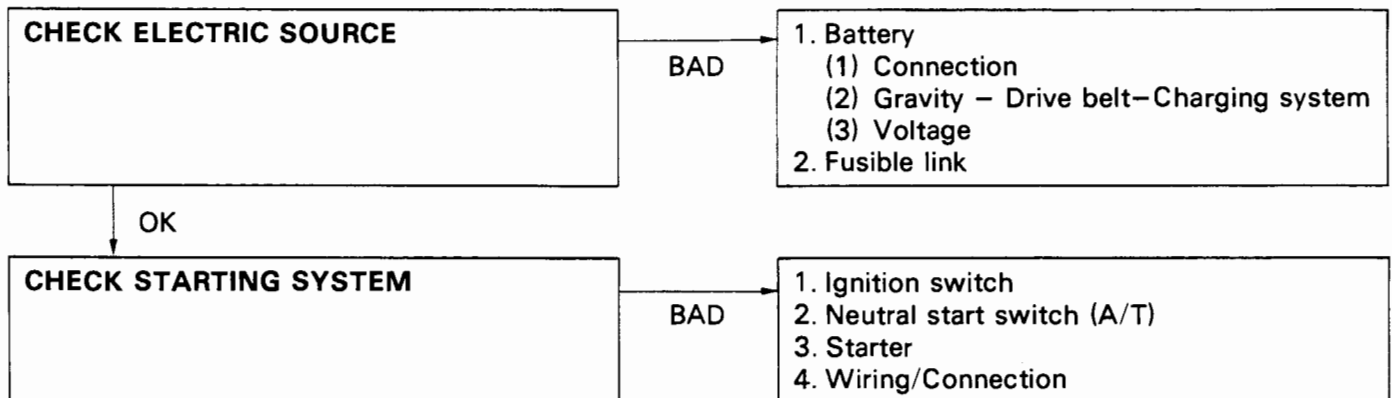 CHECK ELECTRIC SOURCE
BAD
1. Battery
(1) Connection
(2) Gravity – Drive belt–Charging system
(3) Voltage
2. Fusible link
OK
CHECK STARTING SYSTEM
BAD
1. Ignition switch
2. Neutral start switch (A/T)
3. Starter
4. Wiring/Connection